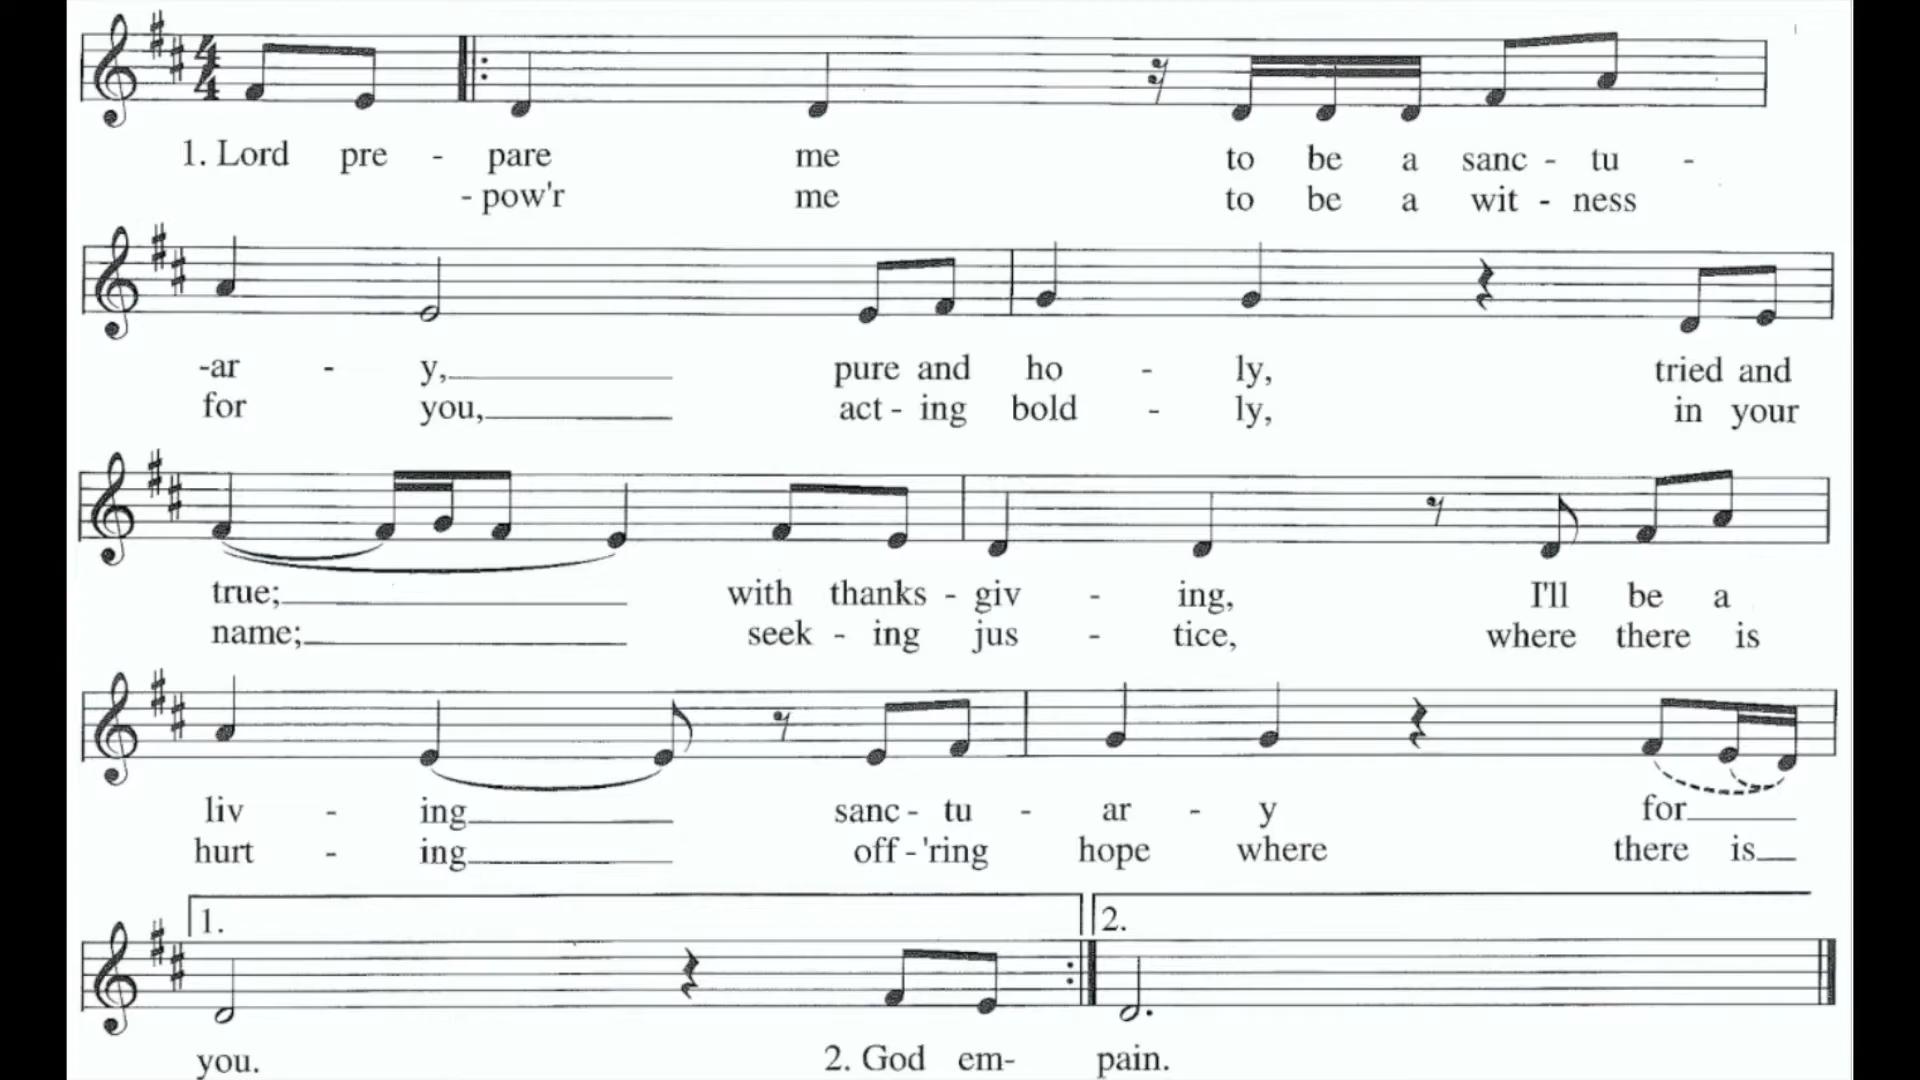 1. Lord pre - pare me to be a sanc - tu -
- pow'r me to be a wit - ness
-ar - y, pure and ho - ly, tried and
for you, act - ing bold - ly, in your
true; with thanks - giv - ing, I'll be a
name; seek - ing jus - tice, where there is
liv - ing sanc - tu - ar - y for
hurt - ing off - 'ring hope where there is
1. 2.
you. 2. God em- pain.